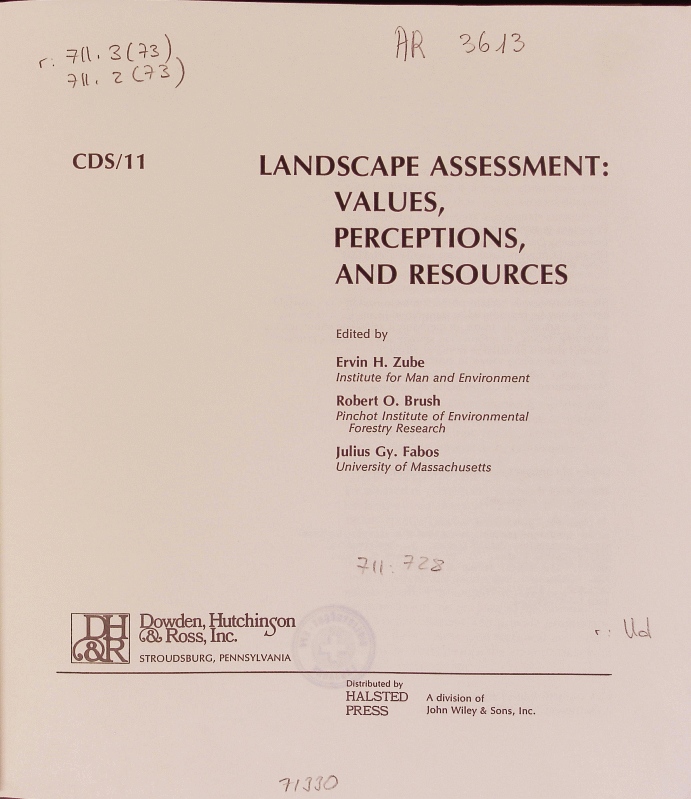 r: 711.3(73)
711.2(73)
AR 3613
CDS/11
LANDSCAPE ASSESSMENT:
VALUES,
PERCEPTIONS,
AND RESOURCES
Edited by
Ervin H. Zube
Institute for Man and Environment
Robert O. Brush
Pinchot Institute of Environmental
Forestry Research
Julius Gy. Fabos
University of Massachusetts
711:728
DH
&R
Dowden, Hutchinson
& Ross, Inc.
STROUDSBURG, PENNSYLVANIA
r: Ud
Distributed by
HALSTED
PRESS
A division of
John Wiley & Sons, Inc.
71330